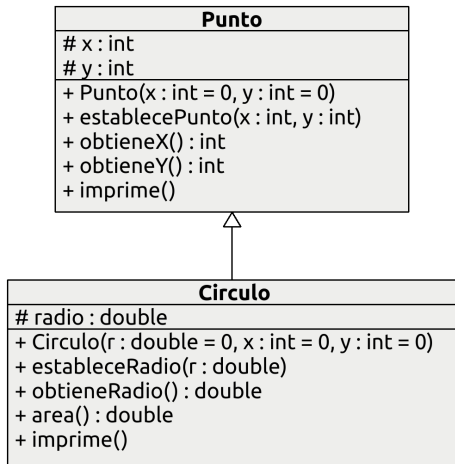 Punto
# x : int
# y : int
+ Punto(x : int = 0, y : int = 0)
+ establecePunto(x : int, y : int)
+ obtieneX() : int
+ obtieneY() : int
+ imprime()
Circulo
# radio : double
+ Circulo(r : double = 0, x : int = 0, y : int = 0)
+ estableceRadio(r : double)
+ obtieneRadio() : double
+ area() : double
+ imprime()